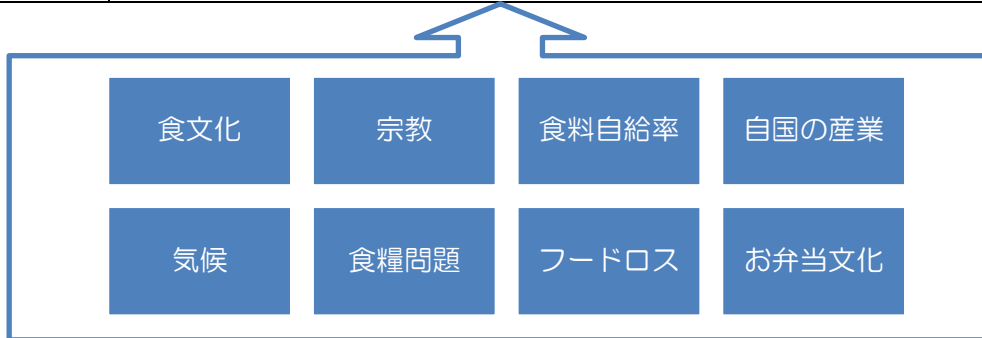 食文化
宗教
食料自給率
自国の産業
気候
食糧問題
フードロス
お弁当文化